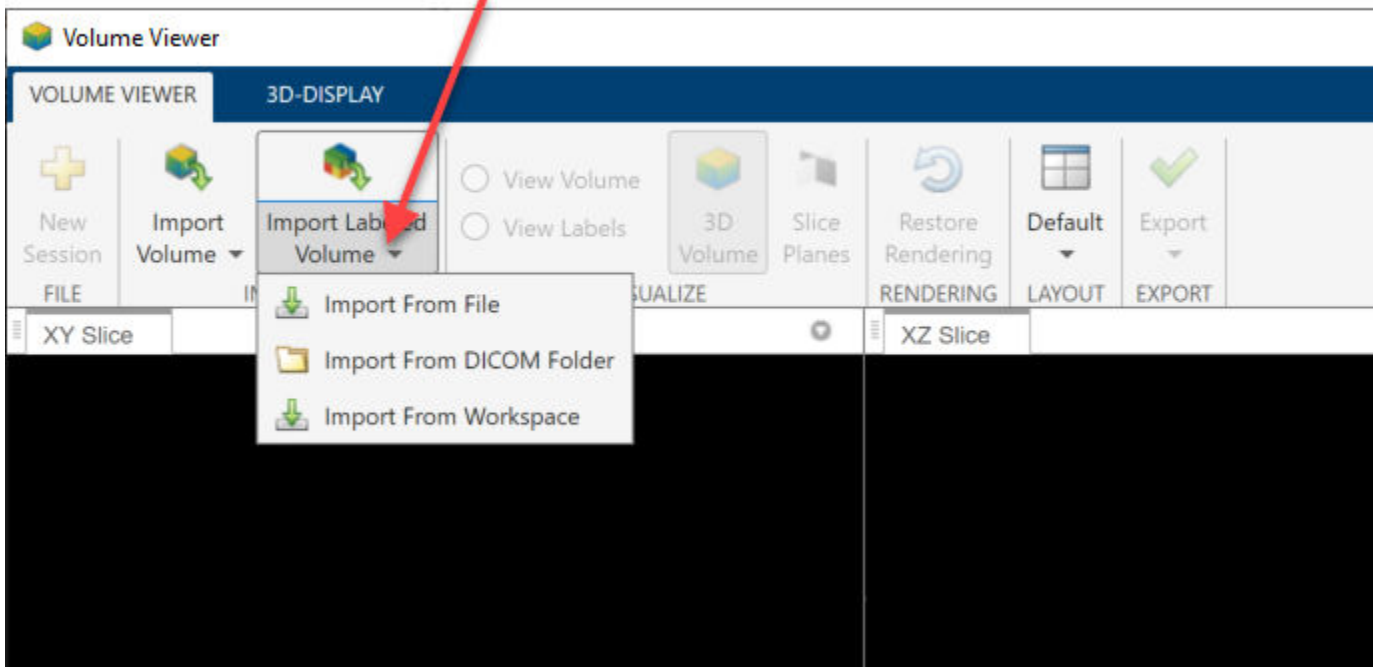 Volume Viewer
VOLUME VIEWER
3D-DISPLAY
New
Session
Import
Volume
Import Labeled
Volume
View Volume
View Labels
3D
Volume
Slice
Planes
Restore
Rendering
Default
Export
FILE
RENDERING
LAYOUT
EXPORT
Import From File
Import From DICOM Folder
Import From Workspace
XY Slice
XZ Slice